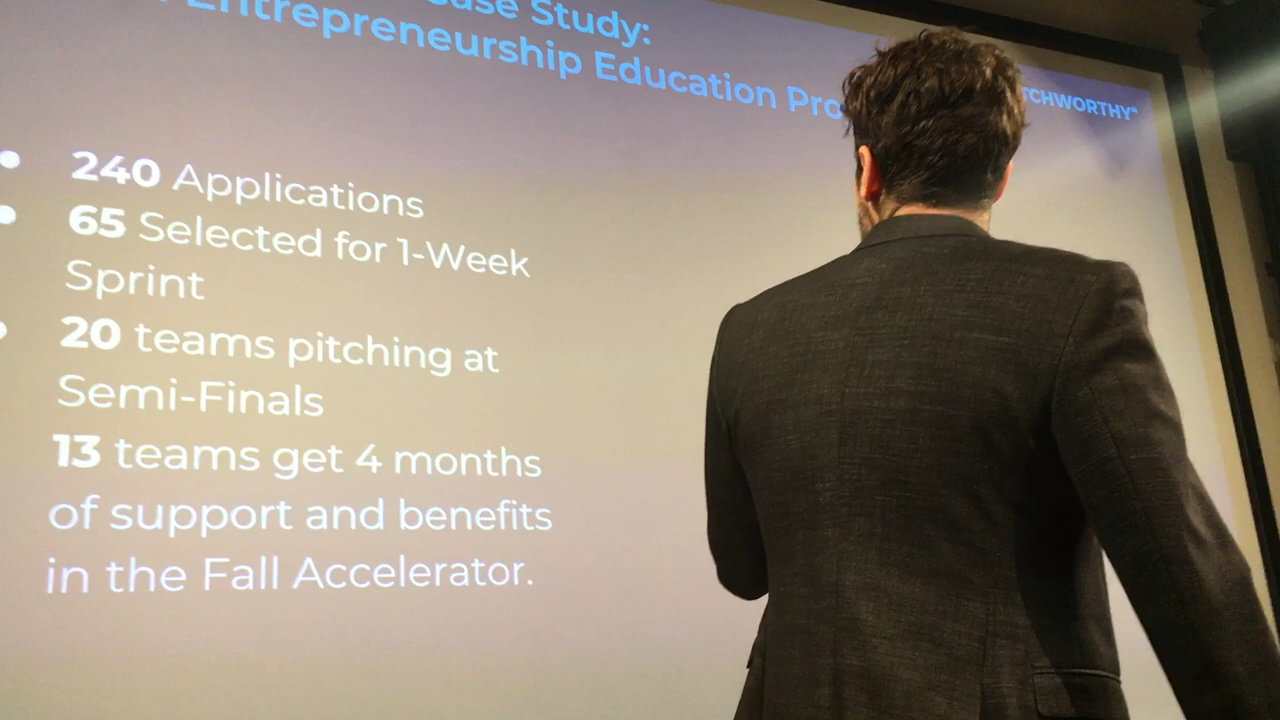 Case Study:
Entrepreneurship Education
TCHWORTHY
240 Applications
65 Selected for 1-Week
Sprint
20 teams pitching at
Semi-Finals
13 teams get 4 months
of support and benefits
in the Fall Accelerator.